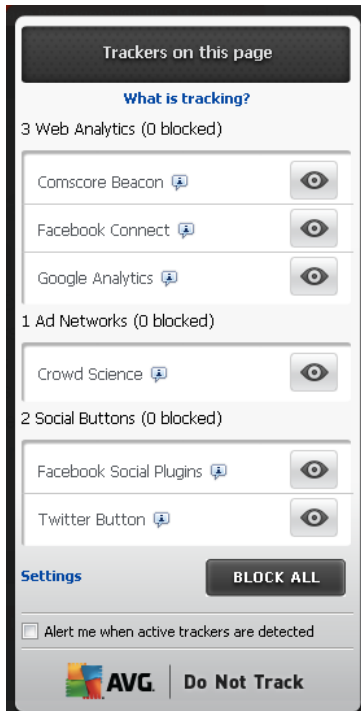 Trackers on this page
What is tracking?
3 Web Analytics (0 blocked)
Comscore Beacon
Facebook Connect
Google Analytics
1 Ad Networks (0 blocked)
Crowd Science
2 Social Buttons (0 blocked)
Facebook Social Plugins
Twitter Button
Settings BLOCK ALL
Alert me when active trackers are detected
AVG. Do Not Track